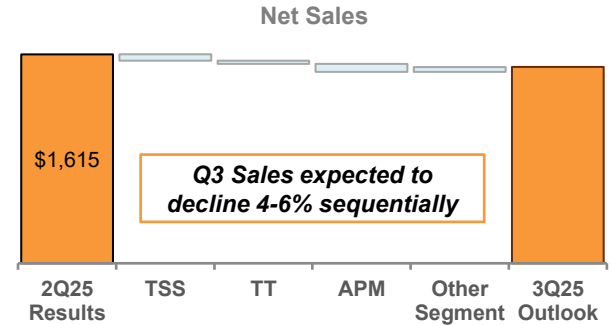 Net Sales
$1,615
Q3 Sales expected to
decline 4-6% sequentially
2Q25 TSS TT APM Other 3Q25
Results Segment Outlook